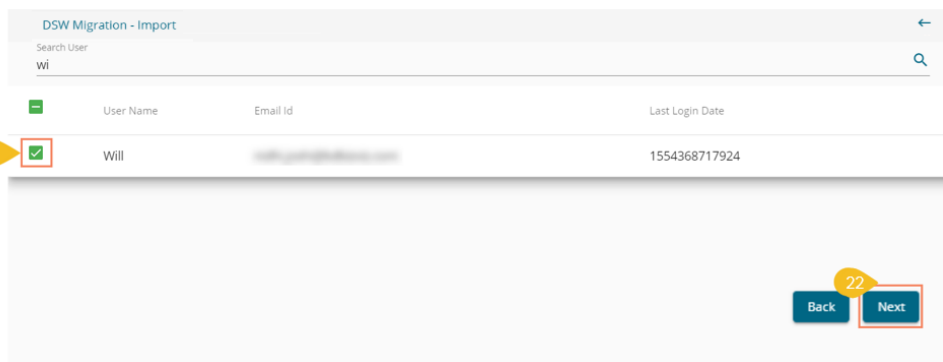 DSW Migration - Import
Search User
wi
User Name Email Id Last Login Date
Will 1554368717924
22
Back Next